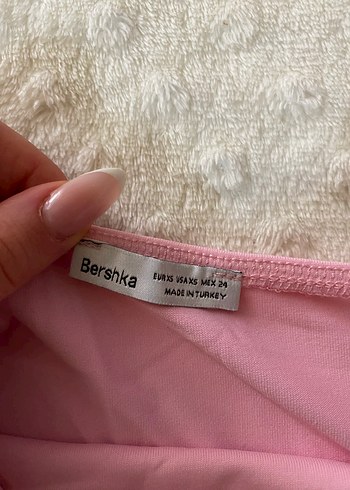 Bershka
EUR XS USA XS MEX 24
MADE IN TURKEY